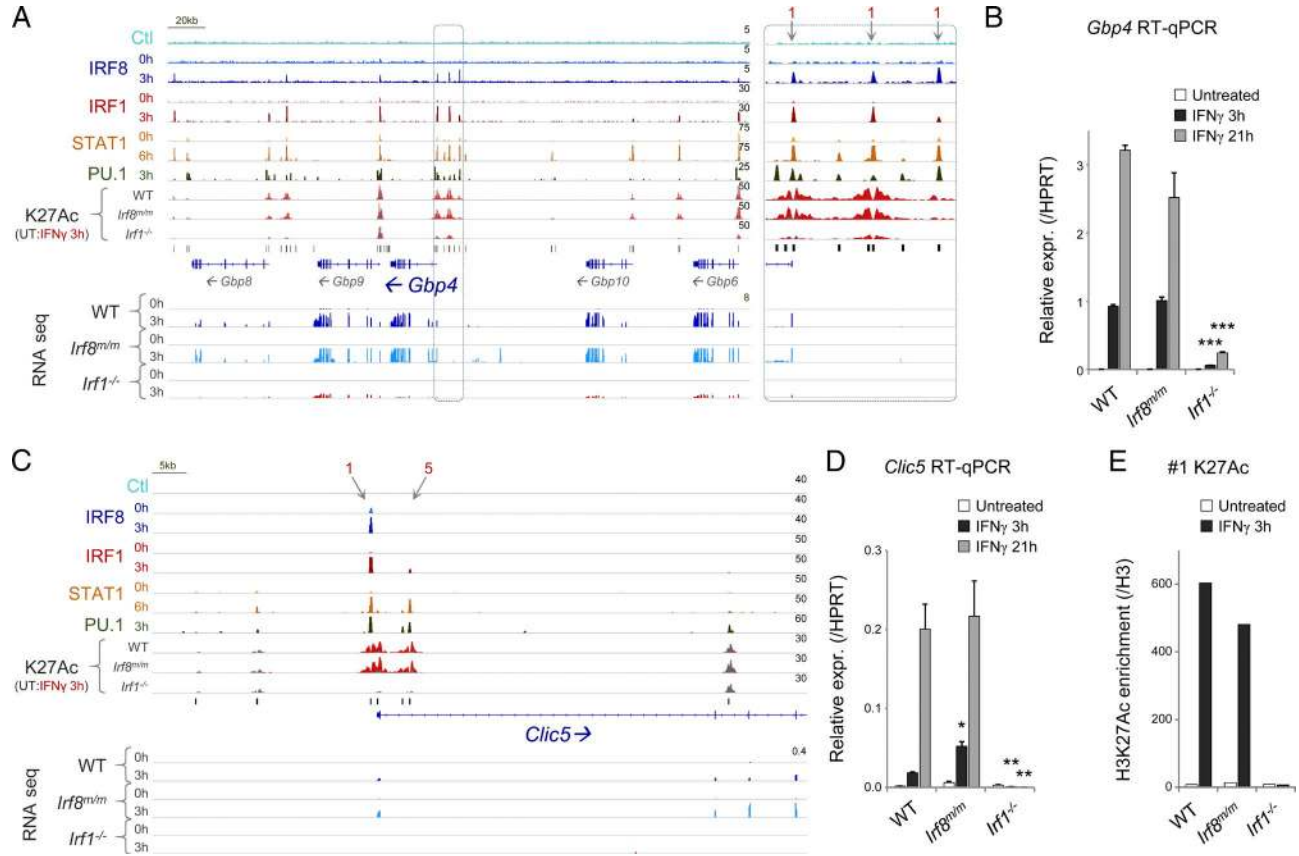 A
20kb
1 1 1
Ctl
5 5
IRF8
0h
5 5
3h
IRF1
0h
30 30
3h
STAT1
0h
75 75
6h
PU.1
3h
25 25
K27Ac
(UT:IFNγ 3h)
WT
50 50
Irf8m/m
50 50
Irf1-/-
50 50
← Gbp8
← Gbp9
← Gbp4
← Gbp10
← Gbp6
8
RNA seq
WT
0h
3h
Irf8m/m
0h
3h
Irf1-/-
0h
3h
B
Gbp4 RT-qPCR
Untreated
IFNγ 3h
IFNγ 21h
Relative expr. (/HPRT)
3
2
1
0
*** ***
WT
Irf8m/m
Irf1-/-
C
5kb
1 5
Ctl
40
IRF8
0h
40
3h
40
IRF1
0h
50
3h
50
STAT1
0h
50
6h
50
PU.1
3h
60
K27Ac
(UT:IFNγ 3h)
WT
30
Irf8m/m
30
Irf1-/-
30
Clic5→
0.4
RNA seq
WT
0h
3h
Irf8m/m
0h
3h
Irf1-/-
0h
3h
D
Clic5 RT-qPCR
Untreated
IFNγ 3h
IFNγ 21h
Relative expr. (/HPRT)
0.3
0.2
0.1
0.0
*
** **
WT
Irf8m/m
Irf1-/-
E
#1 K27Ac
Untreated
IFNγ 3h
H3K27Ac enrichment (/H3)
600
400
200
0
WT
Irf8m/m
Irf1-/-